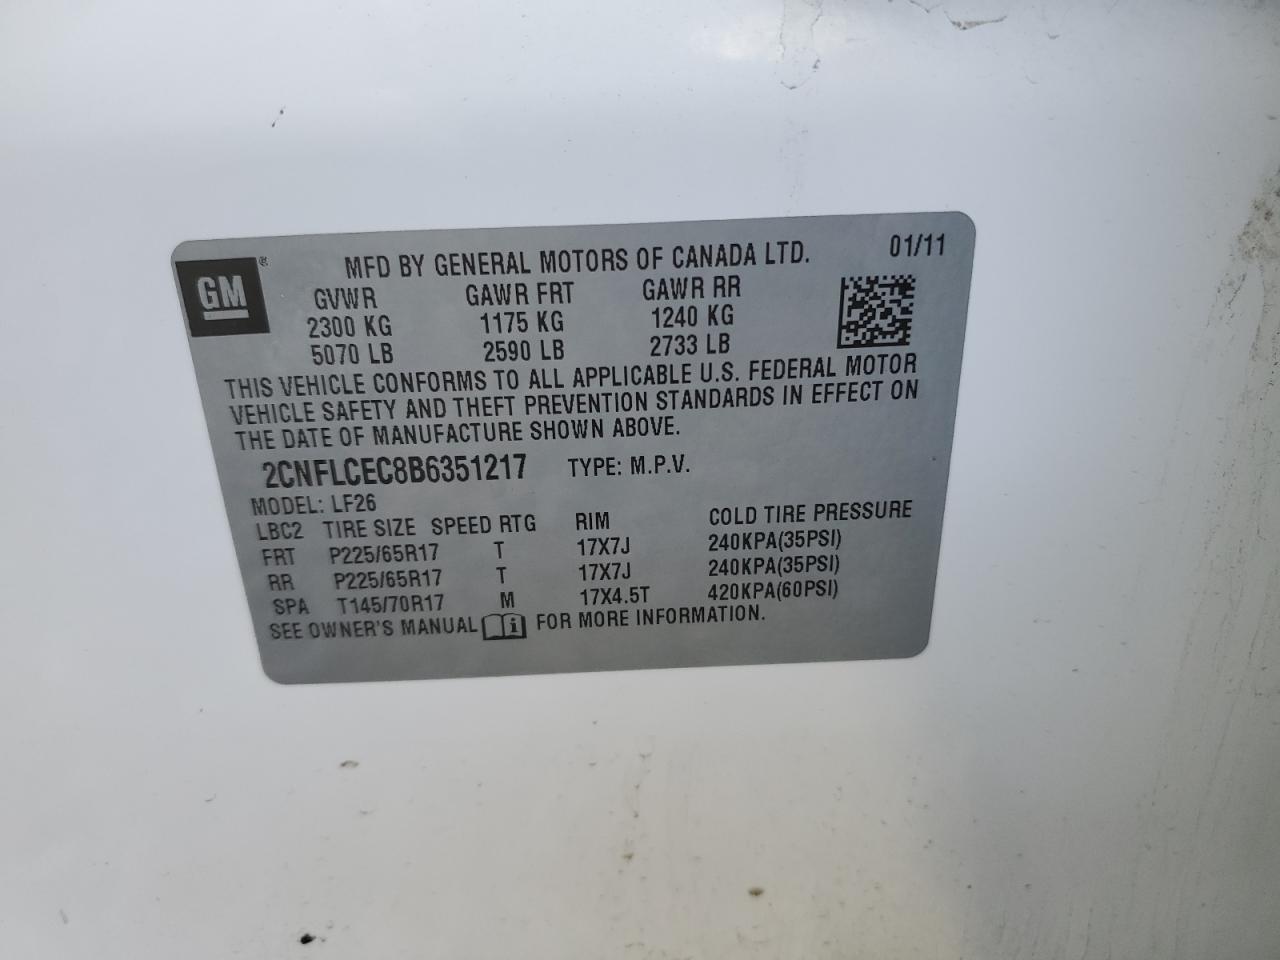 GM®
MFD BY GENERAL MOTORS OF CANADA LTD. 01/11
GVWR GAWR FRT GAWR RR
2300 KG 1175 KG 1240 KG
5070 LB 2590 LB 2733 LB
THIS VEHICLE CONFORMS TO ALL APPLICABLE U.S. FEDERAL MOTOR
VEHICLE SAFETY AND THEFT PREVENTION STANDARDS IN EFFECT ON
THE DATE OF MANUFACTURE SHOWN ABOVE.
2CNFLCEC8B6351217 TYPE: M.P.V.
MODEL: LF26
LBC2 TIRE SIZE SPEED RTG RIM COLD TIRE PRESSURE
FRT P225/65R17 T 17X7J 240KPA(35PSI)
RR P225/65R17 T 17X7J 240KPA(35PSI)
SPA T145/70R17 M 17X4.5T 420KPA(60PSI)
SEE OWNER'S MANUAL i FOR MORE INFORMATION.